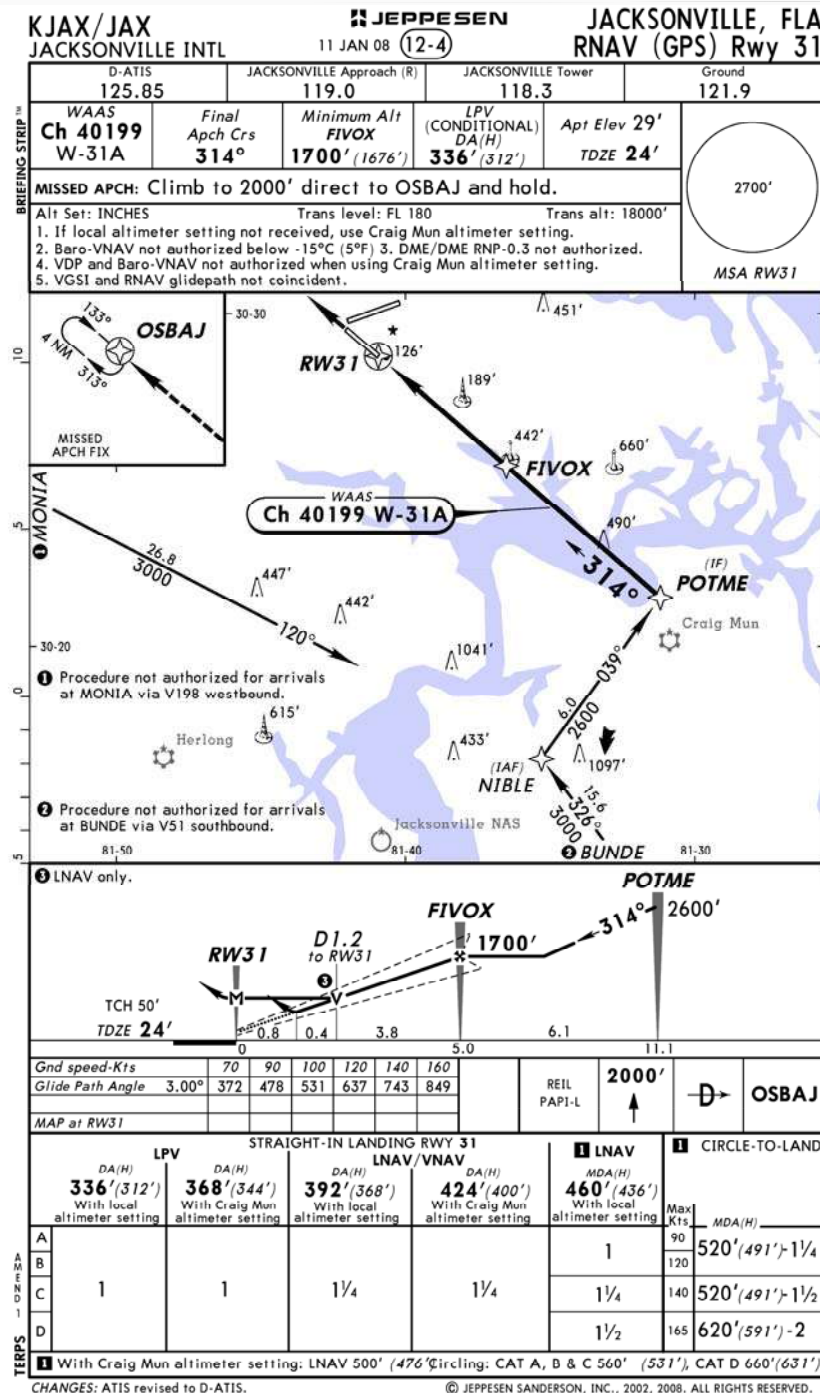 KJAX/JAX
JACKSONVILLE INTL
JEPPESEN
11 JAN 08 12-4
JACKSONVILLE, FLA
RNAV (GPS) Rwy 31
BRIEFING STRIP TM
D-ATIS
125.85
JACKSONVILLE Approach (R)
119.0
JACKSONVILLE Tower
118.3
Ground
121.9
WAAS
Ch 40199
W-31A
Final
Apch Crs
314°
Minimum Alt
FIVOX
1700' (1676')
LPV
(CONDITIONAL)
DA(H)
336' (312')
Apt Elev 29'
TDZE 24'
2700'
MSA RW31
MISSED APCH: Climb to 2000' direct to OSBAJ and hold.
Alt Set: INCHES Trans level: FL 180 Trans alt: 18000'
1. If local altimeter setting not received, use Craig Mun altimeter setting.
2. Baro-VNAV not authorized below -15°C (5°F) 3. DME/DME RNP-0.3 not authorized.
4. VDP and Baro-VNAV not authorized when using Craig Mun altimeter setting.
5. VGSI and RNAV glidepath not coincident.
133°
OSBAJ
4 NM
313°
MISSED
APCH FIX
30-30
451'
10
RW31
126'
189'
442'
660'
FIVOX
WAAS
Ch 40199 W-31A
490'
314°
(IF)
POTME
Craig Mun
1 MONIA
5
26.8
3000
120°
447'
442'
30-20
1041'
039°
6.0
2600
1 Procedure not authorized for arrivals
at MONIA via V198 westbound.
0
615'
Herlong
433'
1097'
(IAF)
NIBLE
15.6
326°
3000
2 BUNDE
2 Procedure not authorized for arrivals
at BUNDE via V51 southbound.
Jacksonville NAS
81-50
81-40
81-30
5
3 LNAV only.
POTME
FIVOX
314°
2600'
1700'
RW31
D1.2
to RW31
3
M
V
TCH 50'
TDZE 24'
0.8 0.4 3.8 6.1
0 5.0 11.1
Gnd speed-Kts 70 90 100 120 140 160
Glide Path Angle 3.00° 372 478 531 637 743 849
MAP at RW31
REIL
PAPI-L
2000'
D
OSBAJ
STRAIGHT-IN LANDING RWY 31
LPV
LNAV/VNAV
1 LNAV
1 CIRCLE-TO-LAND
DA(H)
336' (312')
With local
altimeter setting
DA(H)
368' (344')
With Craig Mun
altimeter setting
DA(H)
392' (368')
With local
altimeter setting
DA(H)
424' (400')
With Craig Mun
altimeter setting
MDA(H)
460' (436')
With local
altimeter setting
Max
Kts
MDA(H)
A
B
C
D
1
1
1¼
1¼
1
1¼
1½
90
120
520' (491')-1¼
140 520' (491')-1½
165 620' (591')-2
TERPS
AMEND 1
1 With Craig Mun altimeter setting: LNAV 500' (476') Circling: CAT A, B & C 560' (531'), CAT D 660' (631')
CHANGES: ATIS revised to D-ATIS.
© JEPPESEN SANDERSON, INC., 2002, 2008. ALL RIGHTS RESERVED.